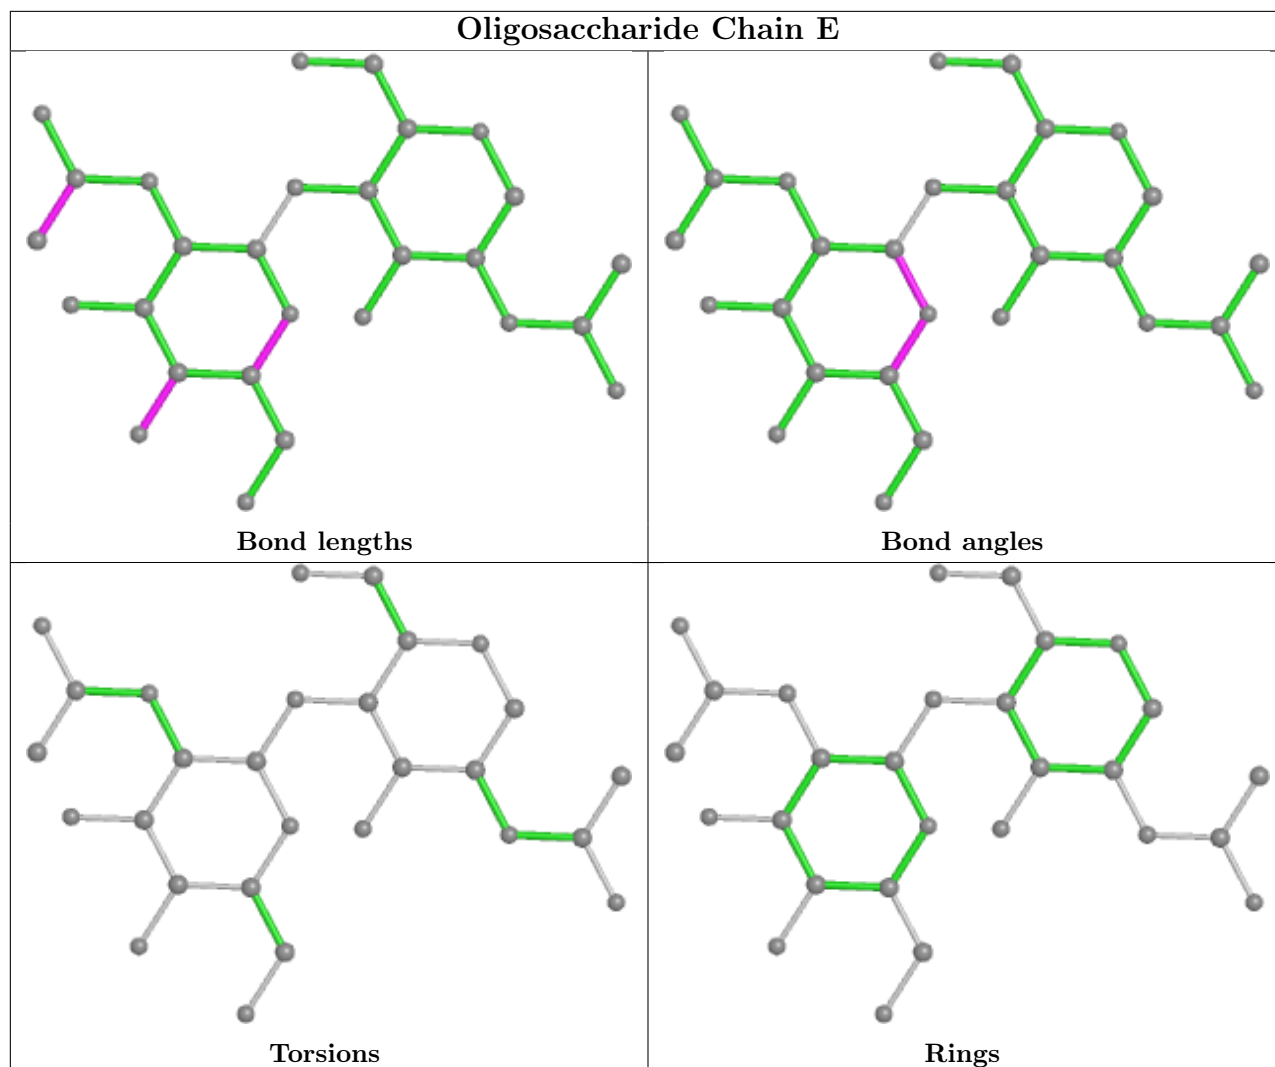 Oligosaccharide Chain E
Bond lengths
Bond angles
Torsions
Rings